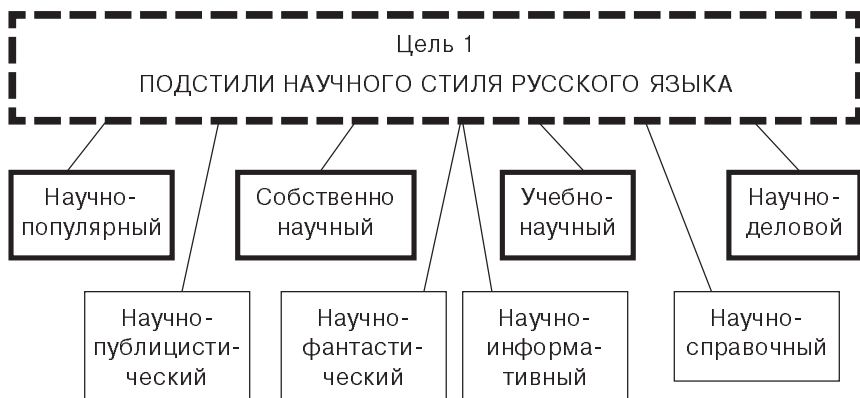 Цель 1
ПОДСТИЛИ НАУЧНОГО СТИЛЯ РУССКОГО ЯЗЫКА
Научно-
популярный
Собственно
научный
Учебно-
научный
Научно-
деловой
Научно-
публицисти-
ческий
Научно-
фантасти-
ческий
Научно-
информа-
тивный
Научно-
справочный